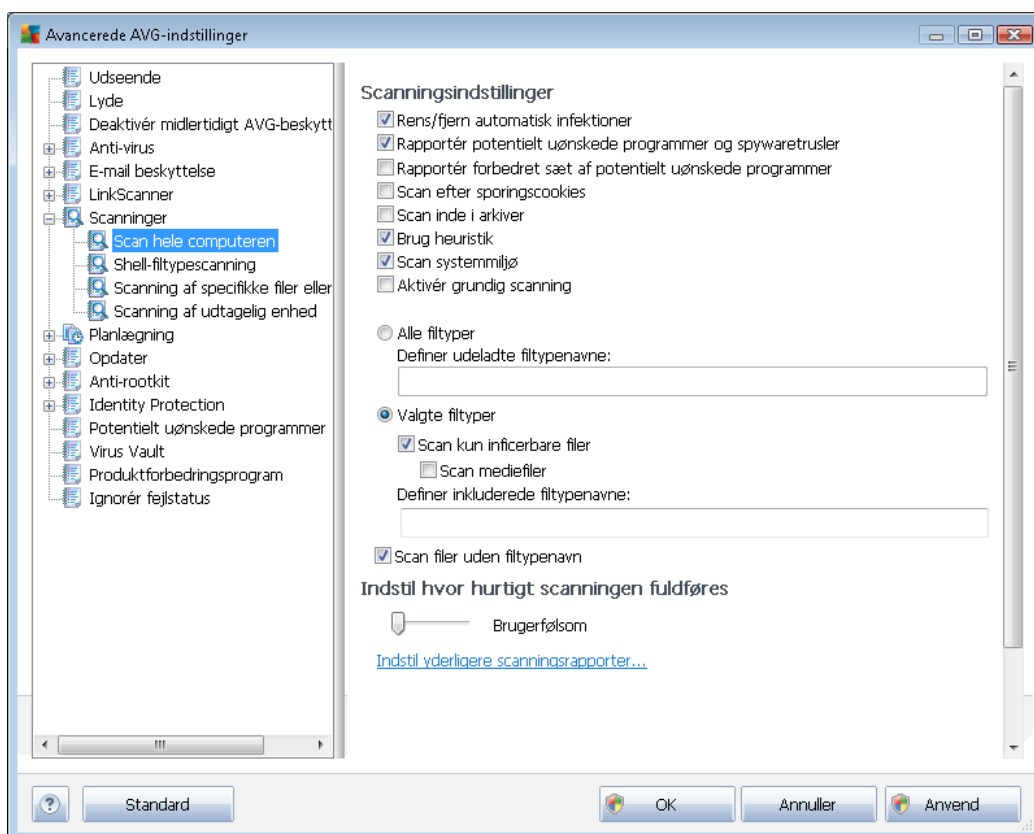 Avancerede AVG-indstillinger
Udseende
Lyde
Deaktivér midlertidigt AVG-beskytt
Anti-virus
E-mail beskyttelse
LinkScanner
Scanninger
Scan hele computeren
Shell-filtypescanning
Scanning af specifikke filer eller
Scanning af udtagelig enhed
Planlægning
Opdater
Anti-rootkit
Identity Protection
Potentielt uønskede programmer
Virus Vault
Produktforbedringsprogram
Ignorér fejlstatus
Scanningsindstillinger
Rens/fjern automatisk infektioner
Rapportér potentielt uønskede programmer og spywaretrusler
Rapportér forbedret sæt af potentielt uønskede programmer
Scan efter sporingscookies
Scan inde i arkiver
Brug heuristik
Scan systemmiljø
Aktivér grundig scanning
Alle filtyper
Definer udeladte filtypenavne:
Valgte filtyper
Scan kun inficerbare filer
Scan mediefiler
Definer inkluderede filtypenavne:
Scan filer uden filtypenavn
Indstil hvor hurtigt scanningen fuldføres
Brugerfølsom
Indstil yderligere scanningsrapporter...
Standard
OK
Annuller
Anvend